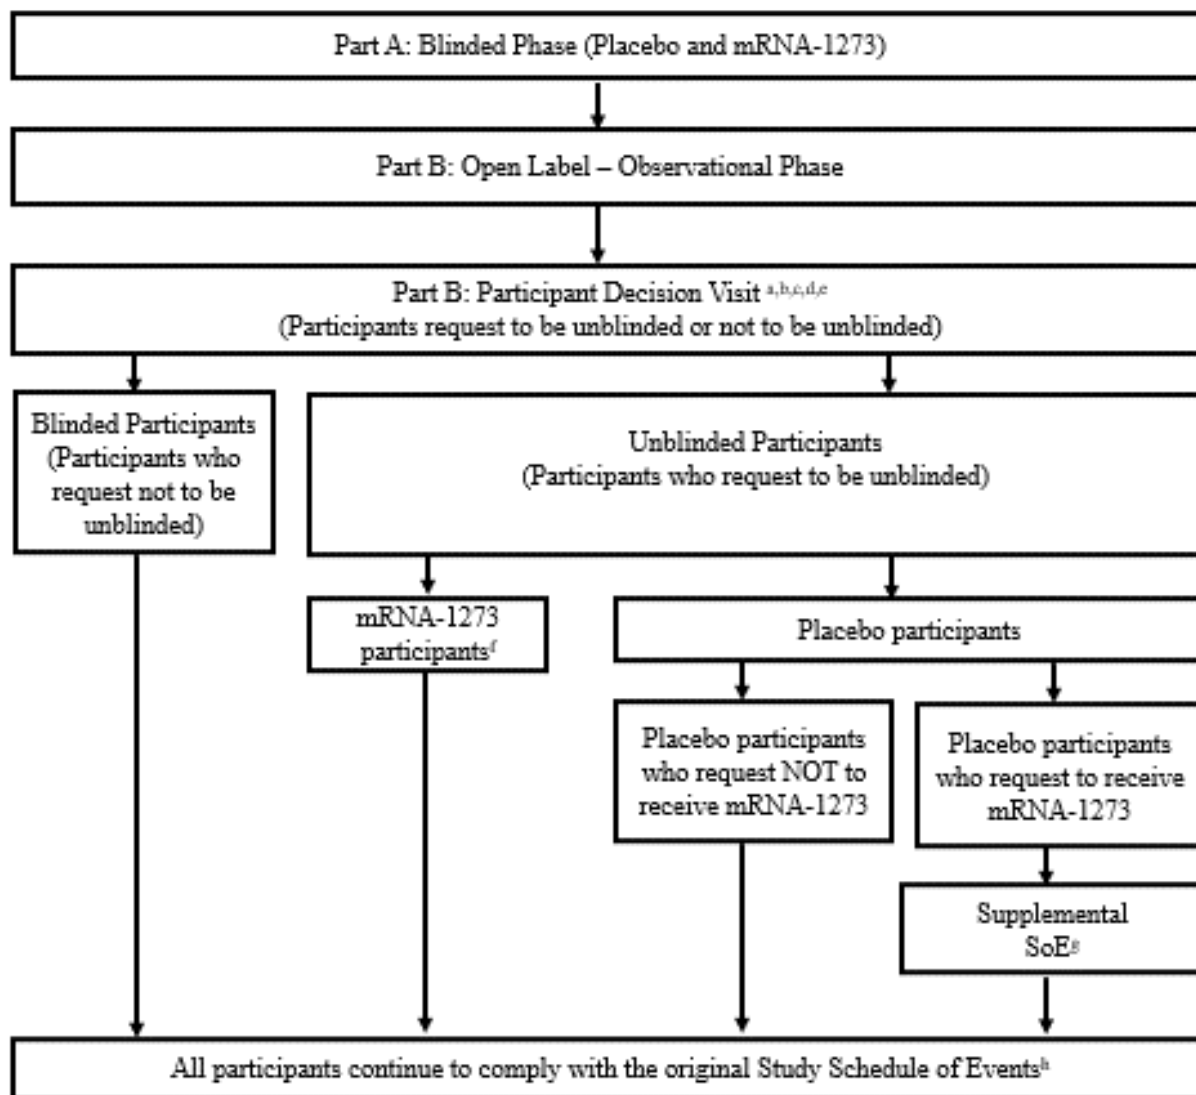 Part A: Blinded Phase (Placebo and mRNA-1273)
Part B: Open Label – Observational Phase
Part B: Participant Decision Visit a,b,c,d,e
(Participants request to be unblinded or not to be unblinded)
Blinded Participants
(Participants who
request not to be
unblinded)
Unblinded Participants
(Participants who request to be unblinded)
mRNA-1273
participantsf
Placebo participants
Placebo participants
who request NOT to
receive mRNA-1273
Placebo participants
who request to receive
mRNA-1273
Supplemental
SoEg
All participants continue to comply with the original Study Schedule of Eventsh